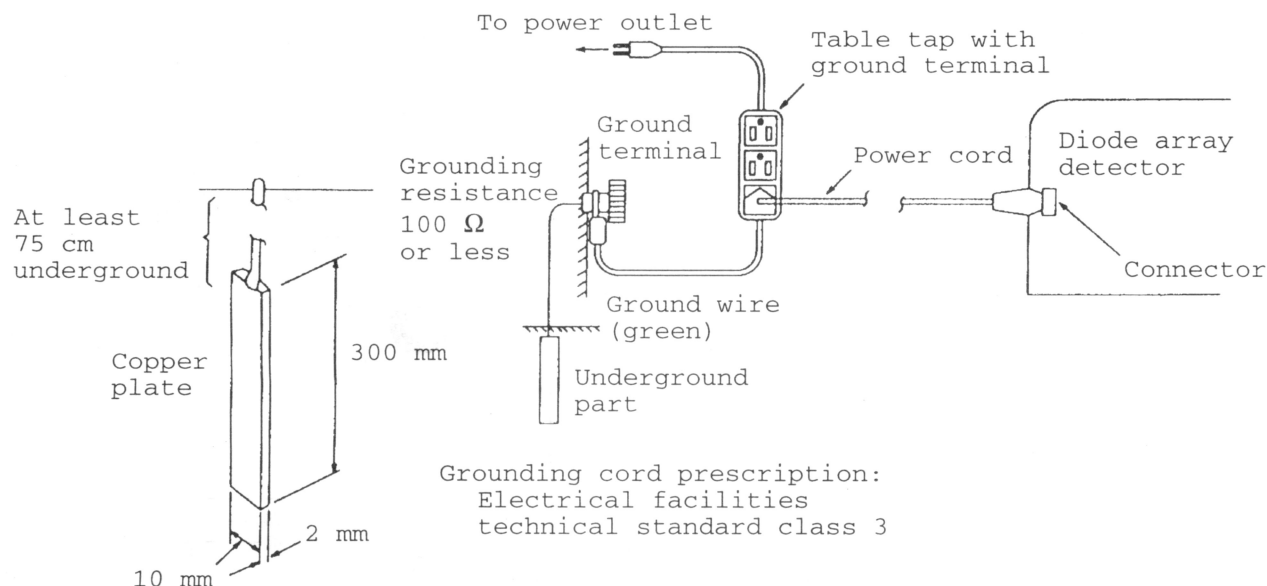 To power outlet
Table tap with
ground terminal
Ground
terminal
Diode array
detector
Power cord
Grounding
resistance
100 Ω
or less
At least
75 cm
underground
Connector
Ground wire
(green)
300 mm
Copper
plate
Underground
part
Grounding cord prescription:
Electrical facilities
technical standard class 3
2 mm
10 mm